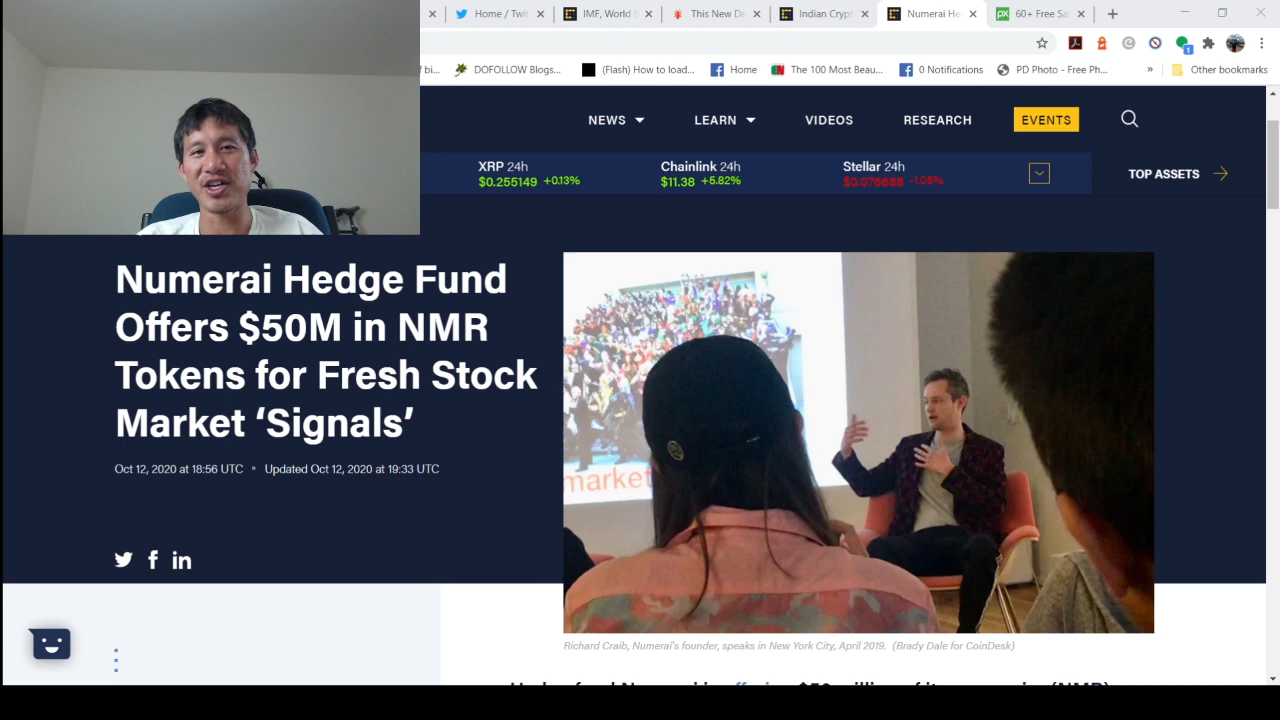 Home / Twit
IMF, World B
This New De
Indian Crypt
Numerai He
60+ Free Sa
f bi...
DOFOLLOW Blogs...
(Flash) How to load...
Home
The 100 Most Beau...
0 Notifications
PD Photo - Free Ph...
»
Other bookmarks
NEWS
LEARN
VIDEOS
RESEARCH
EVENTS
XRP 24h
$0.255149 +0.13%
Chainlink 24h
$11.38 +5.82%
Stellar 24h
-1.05%
TOP ASSETS
Numerai Hedge Fund
Offers $50M in NMR
Tokens for Fresh Stock
Market ‘Signals’
Oct 12, 2020 at 18:56 UTC • Updated Oct 12, 2020 at 19:33 UTC
market
Richard Craib, Numerai's founder, speaks in New York City, April 2019. (Brady Dale for CoinDesk)